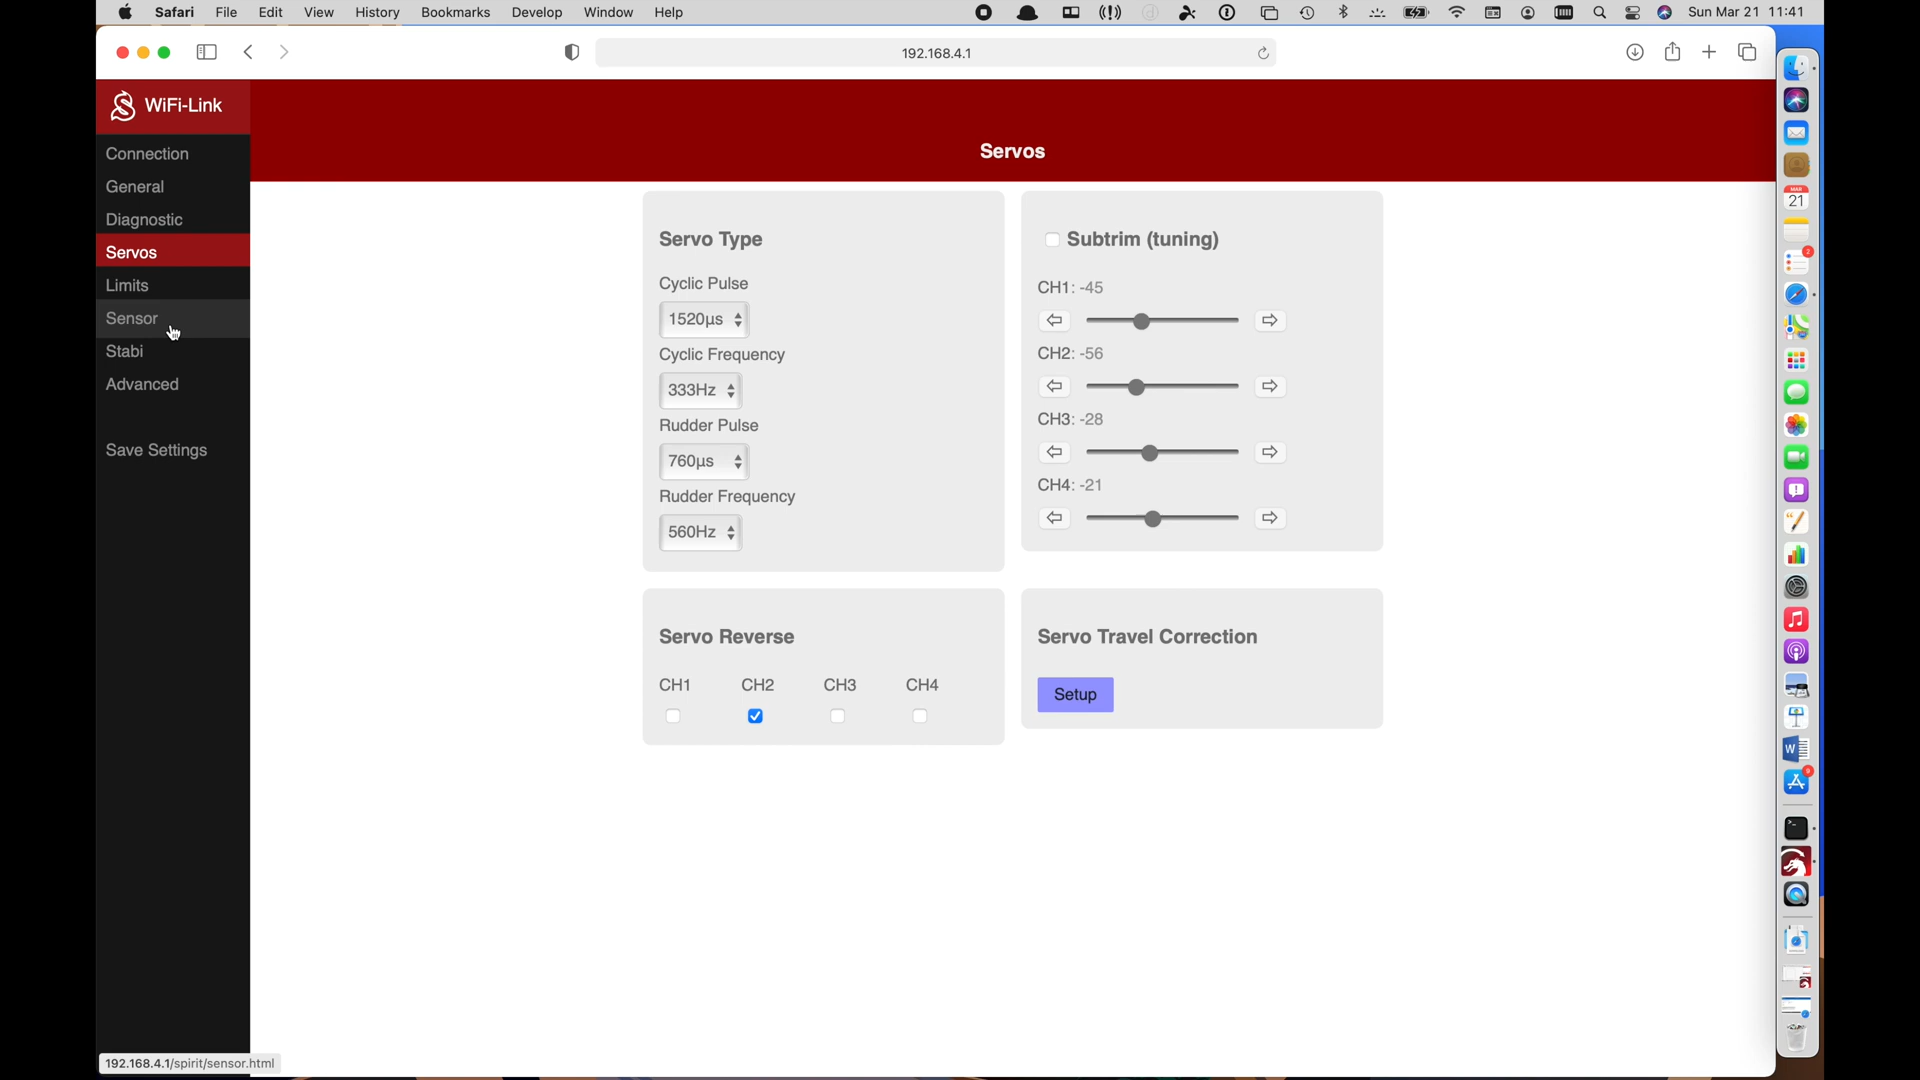 Safari File Edit View History Bookmarks Develop Window Help Sun Mar 21 11:41
192.168.4.1
WiFi-Link
Servos
Connection
General
Diagnostic
Servos
Limits
Sensor
Stabi
Advanced
Save Settings
Servo Type
Cyclic Pulse
1520µs
Cyclic Frequency
333Hz
Rudder Pulse
760µs
Rudder Frequency
560Hz
Subtrim (tuning)
CH1: -45
CH2: -56
CH3: -28
CH4: -21
Servo Reverse
CH1 CH2 CH3 CH4
Servo Travel Correction
Setup
192.168.4.1/spirit/sensor.html
MAR
21
W